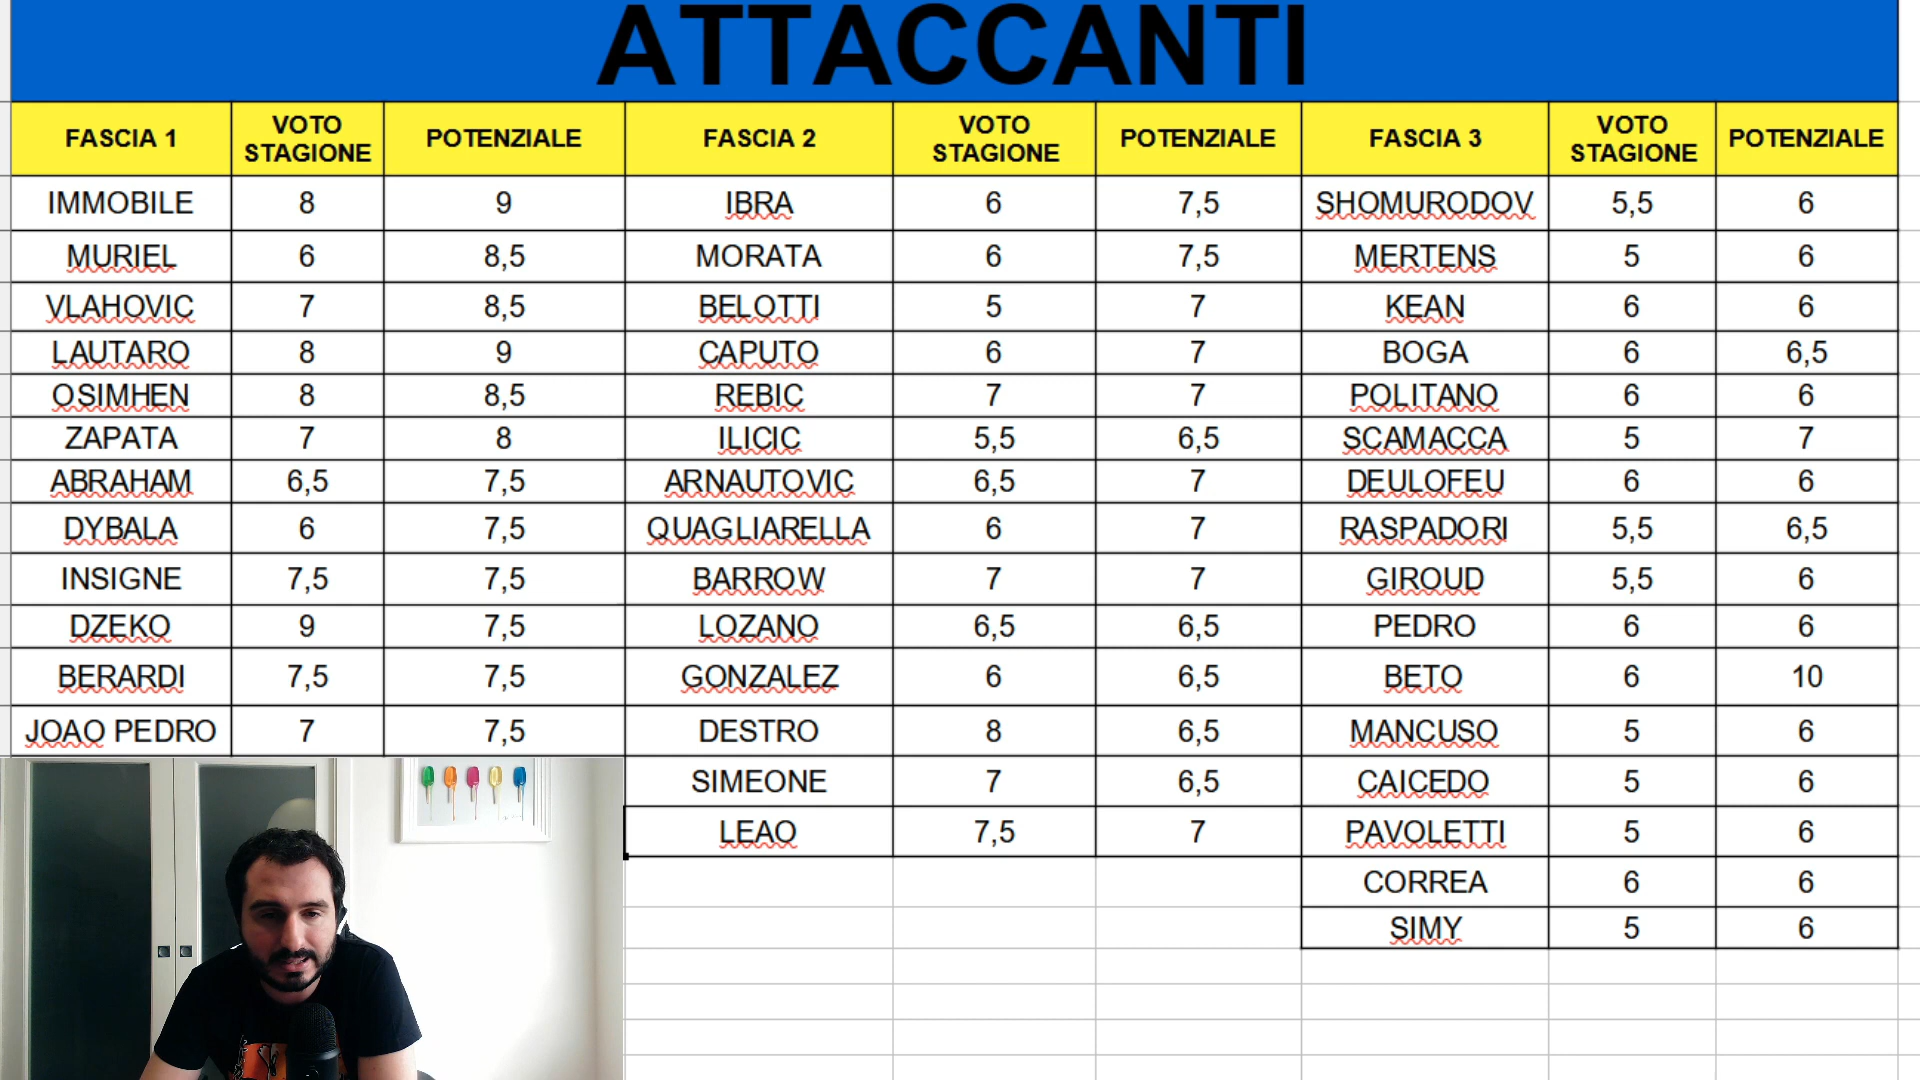 ATTACCANTI
FASCIA 1 VOTO STAGIONE POTENZIALE FASCIA 2 VOTO STAGIONE POTENZIALE FASCIA 3 VOTO STAGIONE POTENZIALE
IMMOBILE 8 9 IBRA 6 7,5 SHOMURODOV 5,5 6
MURIEL 6 8,5 MORATA 6 7,5 MERTENS 5 6
VLAHOVIC 7 8,5 BELOTTI 5 7 KEAN 6 6
LAUTARO 8 9 CAPUTO 6 7 BOGA 6 6,5
OSIMHEN 8 8,5 REBIC 7 7 POLITANO 6 6
ZAPATA 7 8 ILICIC 5,5 6,5 SCAMACCA 5 7
ABRAHAM 6,5 7,5 ARNAUTOVIC 6,5 7 DEULOFEU 6 6
DYBALA 6 7,5 QUAGLIARELLA 6 7 RASPADORI 5,5 6,5
INSIGNE 7,5 7,5 BARROW 7 7 GIROUD 5,5 6
DZEKO 9 7,5 LOZANO 6,5 6,5 PEDRO 6 6
BERARDI 7,5 7,5 GONZALEZ 6 6,5 BETO 6 10
JOAO PEDRO 7 7,5 DESTRO 8 6,5 MANCUSO 5 6
SIMEONE 7 6,5 CAICEDO 5 6
LEAO 7,5 7 PAVOLETTI 5 6
CORREA 6 6
SIMY 5 6